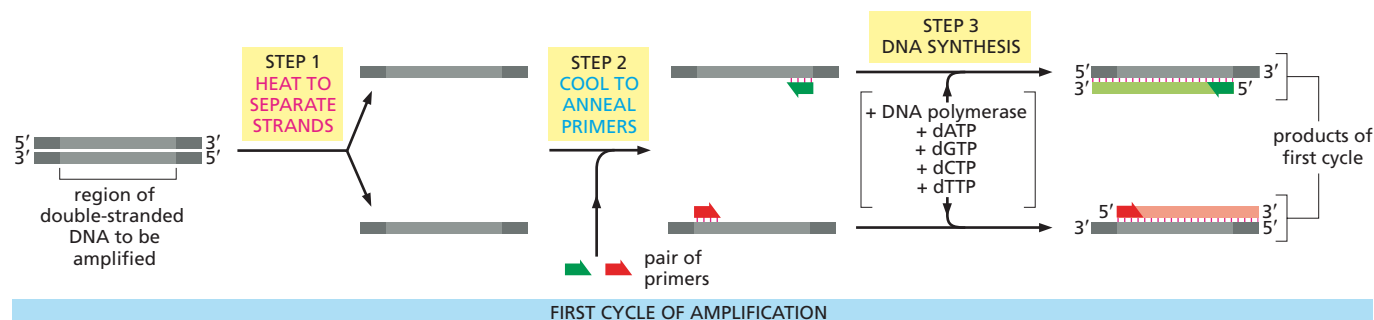 STEP 1
HEAT TO
SEPARATE
STRANDS
STEP 2
COOL TO
ANNEAL
PRIMERS
STEP 3
DNA SYNTHESIS
5′ 3′
3′ 5′
region of
double-stranded
DNA to be
amplified
pair of
primers
+ DNA polymerase
+ dATP
+ dGTP
+ dCTP
+ dTTP
5′ 3′
3′ 5′
5′ 3′
3′ 5′
products of
first cycle
FIRST CYCLE OF AMPLIFICATION